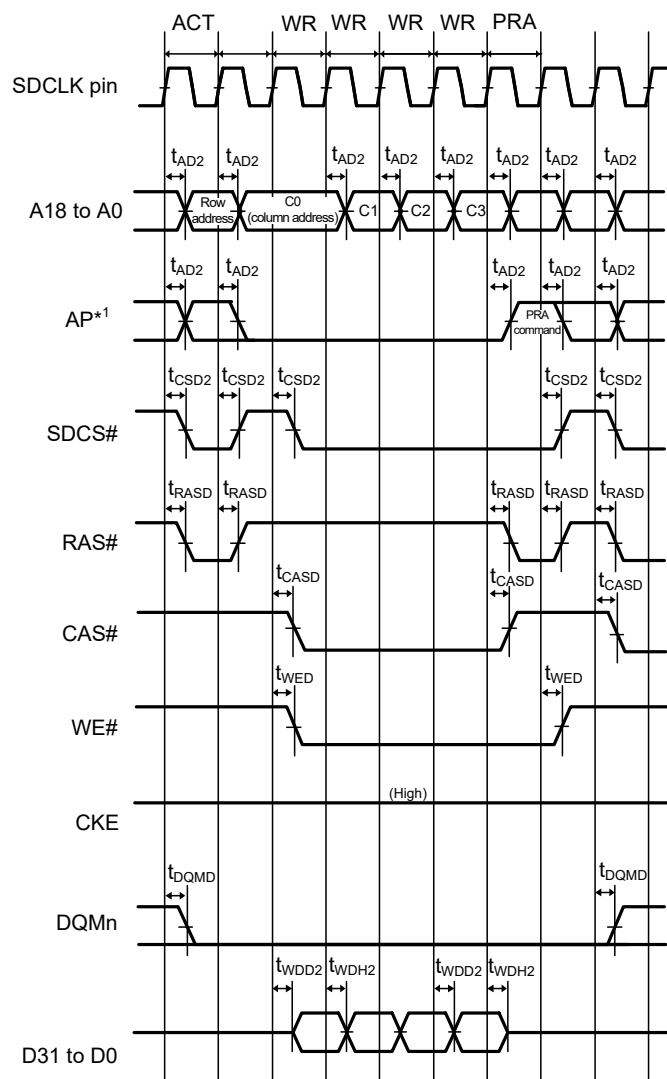 ACT WR WR WR WR PRA
SDCLK pin
tAD2 tAD2 tAD2 tAD2 tAD2 tAD2 tAD2 tAD2
A18 to A0
Row address
C0 (column address)
C1 C2 C3
tAD2 tAD2 tAD2 tAD2 tAD2
AP*1
PRA command
tCSD2 tCSD2 tCSD2 tCSD2 tCSD2
SDCS#
tRASD tRASD tRASD tRASD tRASD
RAS#
tCASD tCASD tCASD
CAS#
tWED tWED
WE#
(High)
CKE
tDQMD tDQMD
DQMn
tWDD2 tWDH2 tWDD2 tWDH2
D31 to D0